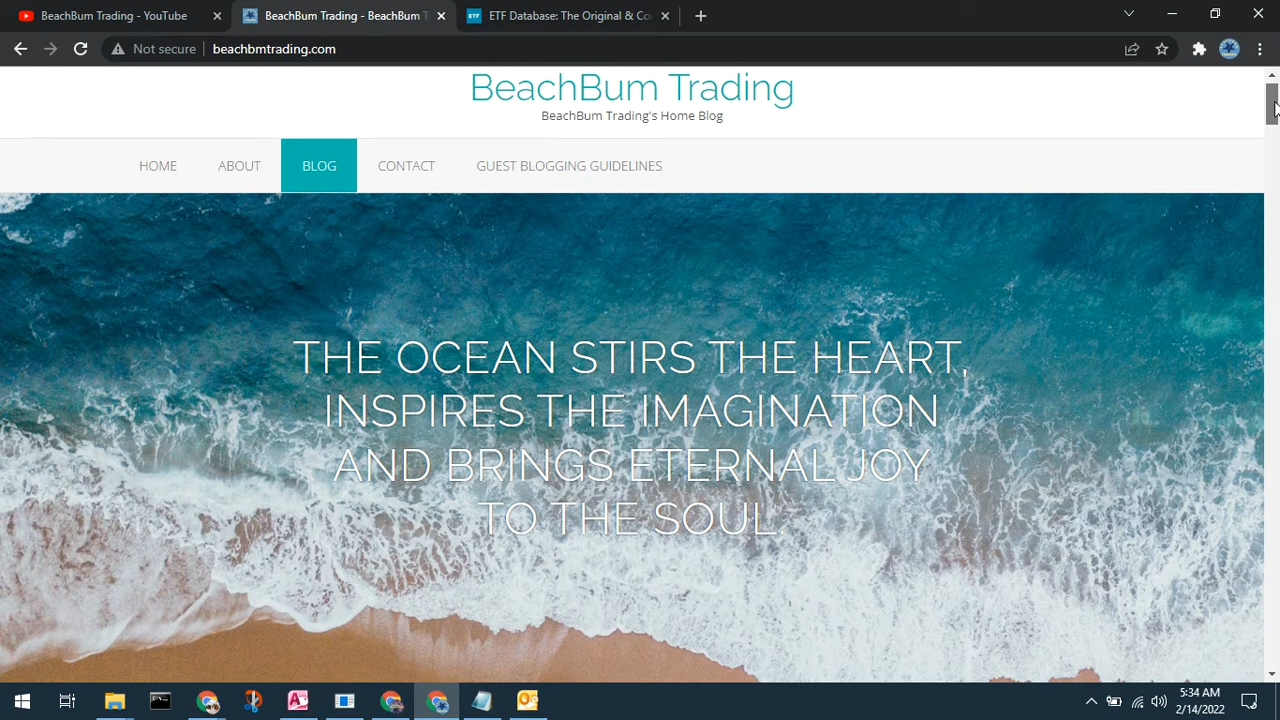 BeachBum Trading - YouTube
BeachBum Trading - BeachBum T
ETF
ETF Database: The Original & Co
Not secure
beachbmtrading.com
BeachBum Trading
BeachBum Trading's Home Blog
HOME
ABOUT
BLOG
CONTACT
GUEST BLOGGING GUIDELINES
THE OCEAN STIRS THE HEART,
INSPIRES THE IMAGINATION
AND BRINGS ETERNAL JOY
TO THE SOUL.
5:34 AM
2/14/2022